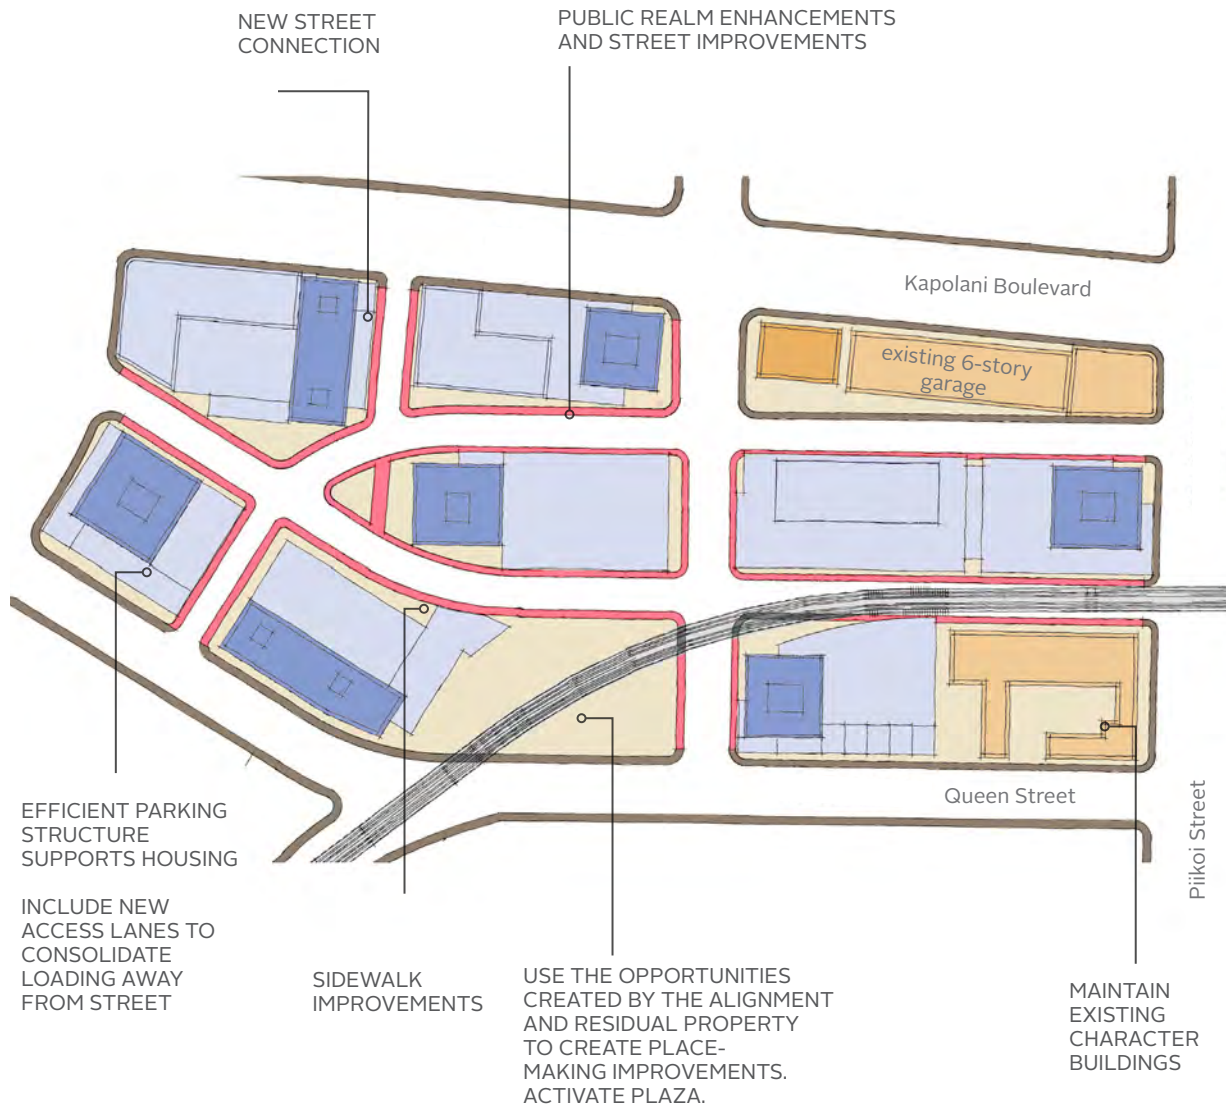 NEW STREET
CONNECTION
PUBLIC REALM ENHANCEMENTS
AND STREET IMPROVEMENTS
Kapolani Boulevard
existing 6-story
garage
Queen Street
Piikoi Street
EFFICIENT PARKING
STRUCTURE
SUPPORTS HOUSING
INCLUDE NEW
ACCESS LANES TO
CONSOLIDATE
LOADING AWAY
FROM STREET
SIDEWALK
IMPROVEMENTS
USE THE OPPORTUNITIES
CREATED BY THE ALIGNMENT
AND RESIDUAL PROPERTY
TO CREATE PLACE-
MAKING IMPROVEMENTS.
ACTIVATE PLAZA.
MAINTAIN
EXISTING
CHARACTER
BUILDINGS